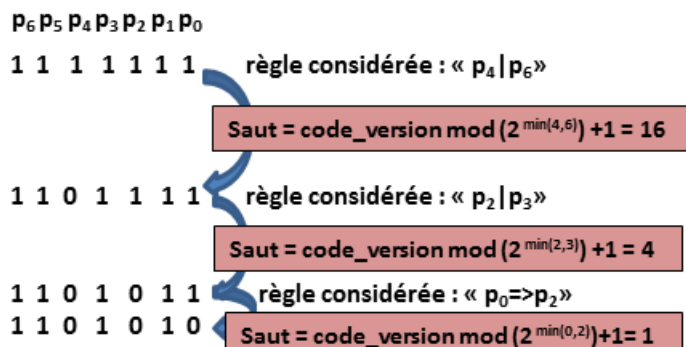 p₆ p₅ p₄ p₃ p₂ p₁ p₀
1 1 1 1 1 1 1 règle considérée : « p₄|p₆»
Saut = code_version mod (2^min(4,6)) +1 = 16
1 1 0 1 1 1 1 règle considérée : « p₂|p₃»
Saut = code_version mod (2^min(2,3)) +1 = 4
1 1 0 1 0 1 1 règle considérée : « p₀=>p₂»
1 1 0 1 0 1 0
Saut = code_version mod (2^min(0,2))+1= 1